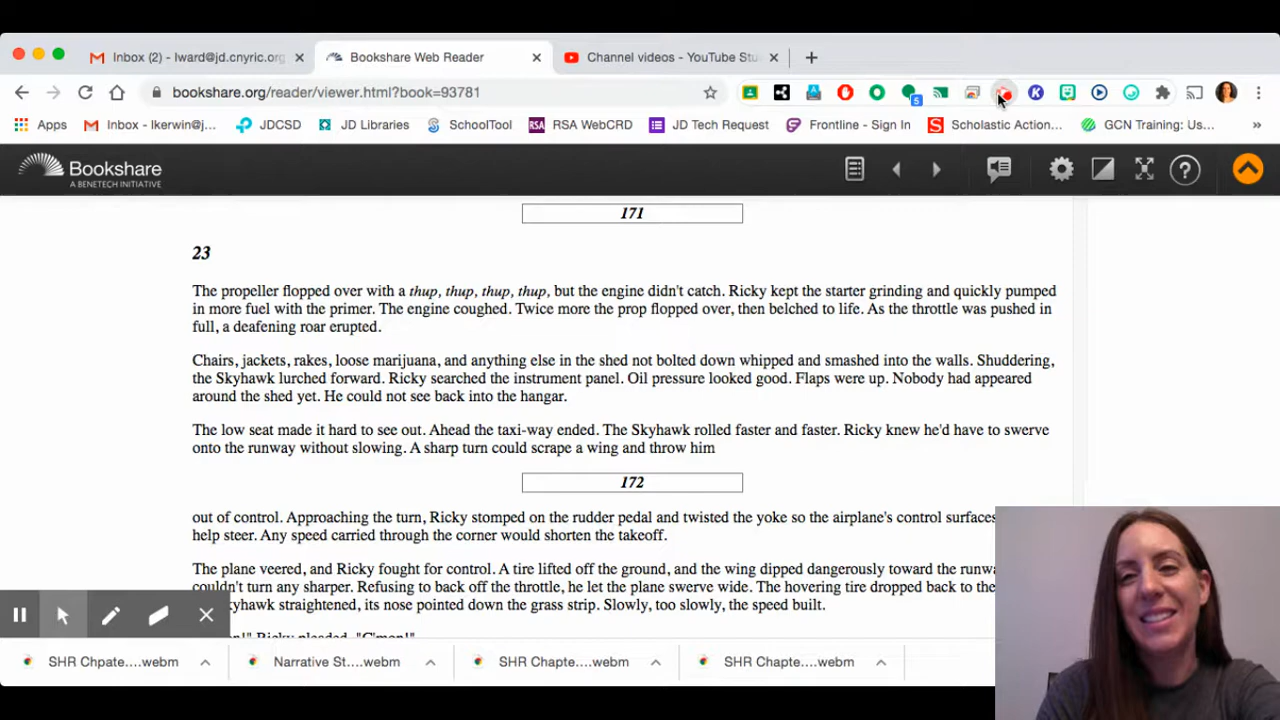 Inbox (2) - lward@jd.cnyric.org
Bookshare Web Reader
Channel videos - YouTube Stu
bookshare.org/reader/viewer.html?book=93781
5
K
Apps
Inbox - lkerwin@j...
JDCSD
JD Libraries
SchoolTool
RSA
RSA WebCRD
JD Tech Request
Frontline - Sign In
S
Scholastic Action...
GCN Training: Us...
Bookshare
A BENETECH INITIATIVE
171
23
The propeller flopped over with a thup, thup, thup, thup, but the engine didn't catch. Ricky kept the starter grinding and quickly pumped
in more fuel with the primer. The engine coughed. Twice more the prop flopped over, then belched to life. As the throttle was pushed in
full, a deafening roar erupted.
Chairs, jackets, rakes, loose marijuana, and anything else in the shed not bolted down whipped and smashed into the walls. Shuddering,
the Skyhawk lurched forward. Ricky searched the instrument panel. Oil pressure looked good. Flaps were up. Nobody had appeared
around the shed yet. He could not see back into the hangar.
The low seat made it hard to see out. Ahead the taxi-way ended. The Skyhawk rolled faster and faster. Ricky knew he'd have to swerve
onto the runway without slowing. A sharp turn could scrape a wing and throw him
172
out of control. Approaching the turn, Ricky stomped on the rudder pedal and twisted the yoke so the airplane's control surfaces
help steer. Any speed carried through the corner would shorten the takeoff.
The plane veered, and Ricky fought for control. A tire lifted off the ground, and the wing dipped dangerously toward the runw
couldn't turn any sharper. Refusing to back off the throttle, he let the plane swerve wide. The hovering tire dropped back to the
yhawk straightened, its nose pointed down the grass strip. Slowly, too slowly, the speed built.
Ricky pleaded. "C'mon!"
SHR Chpate....webm
Narrative St....webm
SHR Chapte....webm
SHR Chapte....webm